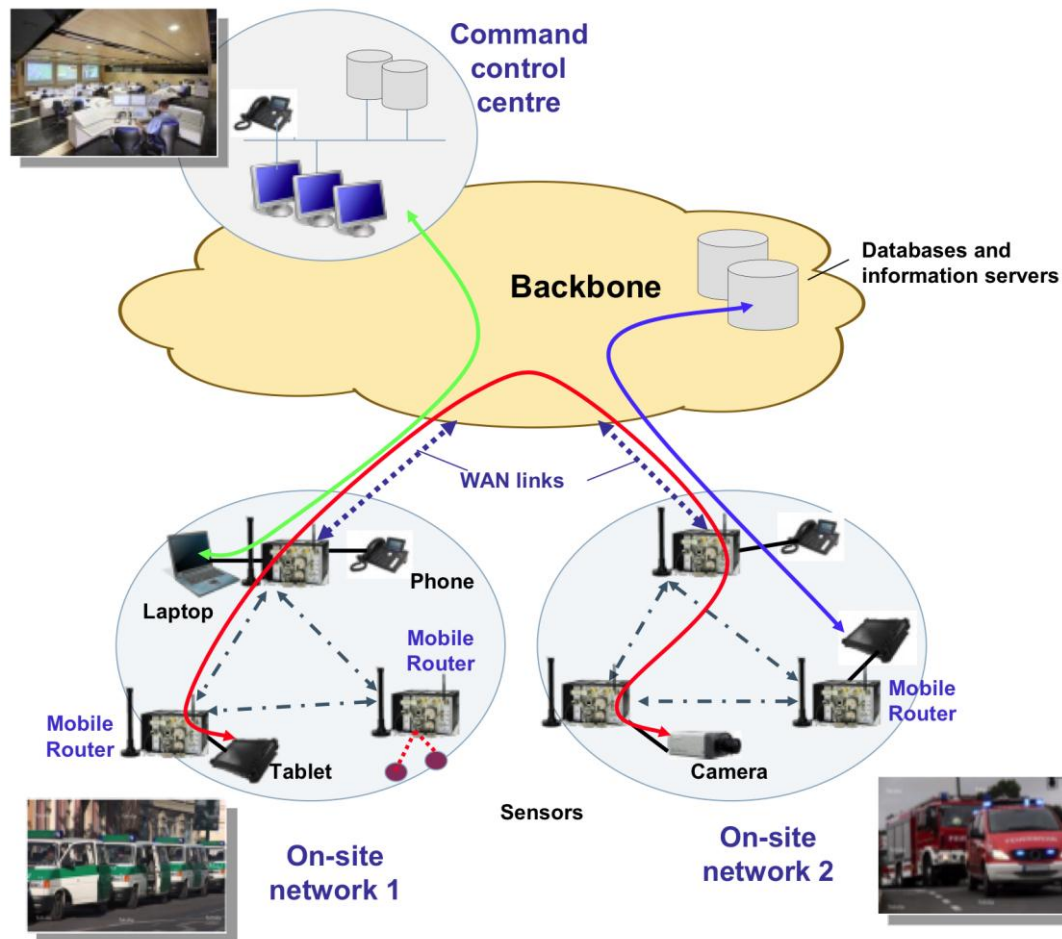 Command
control
centre
Databases and
information servers
Backbone
WAN links
Phone
Laptop
Mobile
Router
Mobile
Router
Tablet
Mobile
Router
Camera
Sensors
On-site
network 1
On-site
network 2